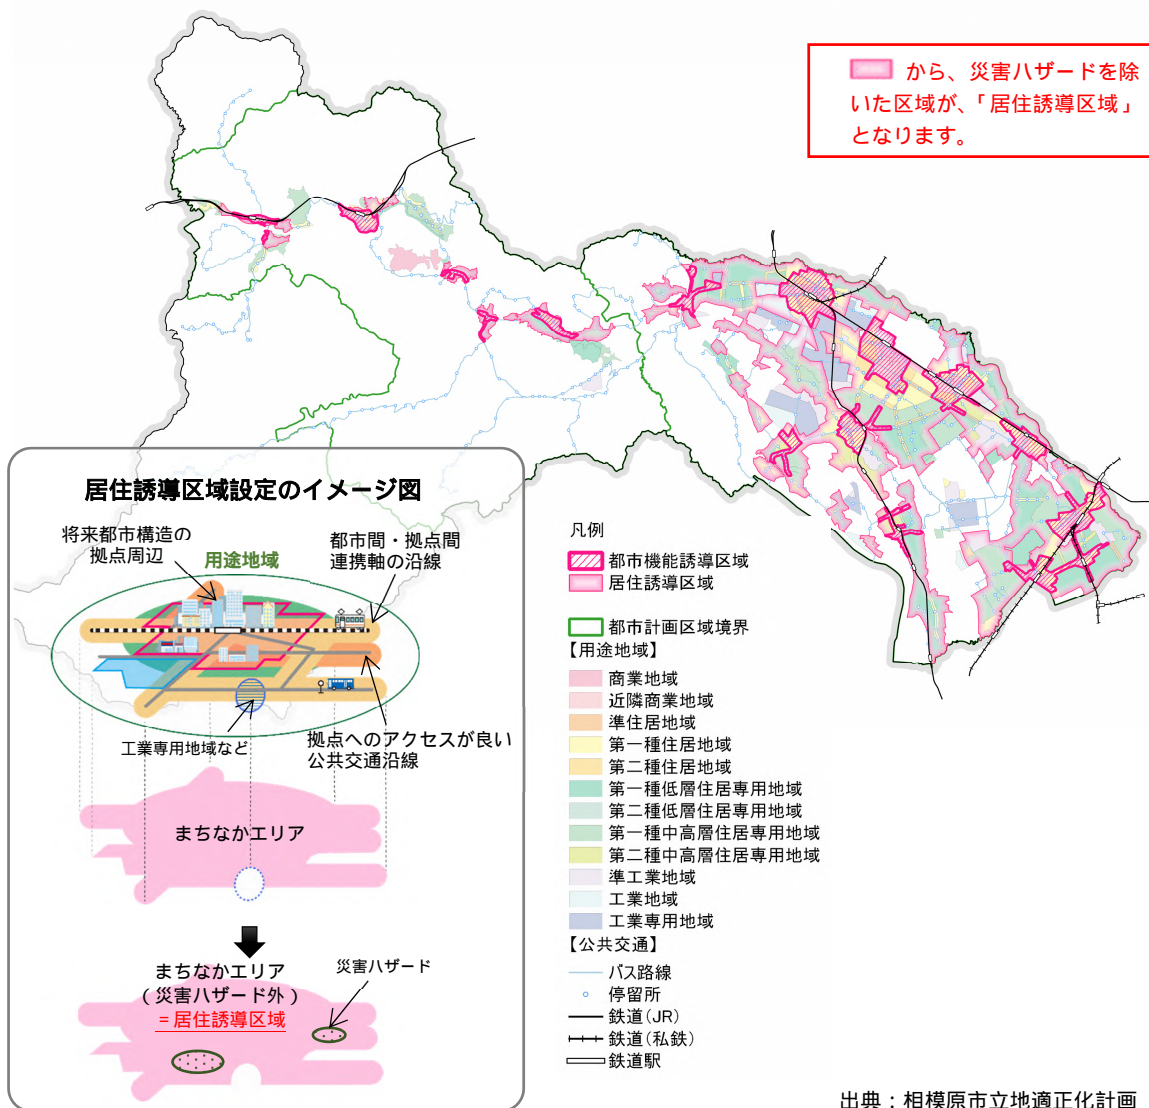 から、災害ハザードを除
いた区域が、「居住誘導区域」
となります。
居住誘導区域設定のイメージ図
将来都市構造の
拠点周辺
用途地域
都市間・拠点間
連携軸の沿線
工業専用地域など
拠点へのアクセスが良い
公共交通沿線
まちなかエリア
まちなかエリア
(災害ハザード外)
=居住誘導区域
災害ハザード
凡例
都市機能誘導区域
居住誘導区域
都市計画区域境界
【用途地域】
商業地域
近隣商業地域
準住居地域
第一種住居地域
第二種住居地域
第一種低層住居専用地域
第二種低層住居専用地域
第一種中高層住居専用地域
第二種中高層住居専用地域
準工業地域
工業地域
工業専用地域
【公共交通】
バス路線
停留所
鉄道(JR)
鉄道(私鉄)
鉄道駅
出典:相模原市立地適正化計画